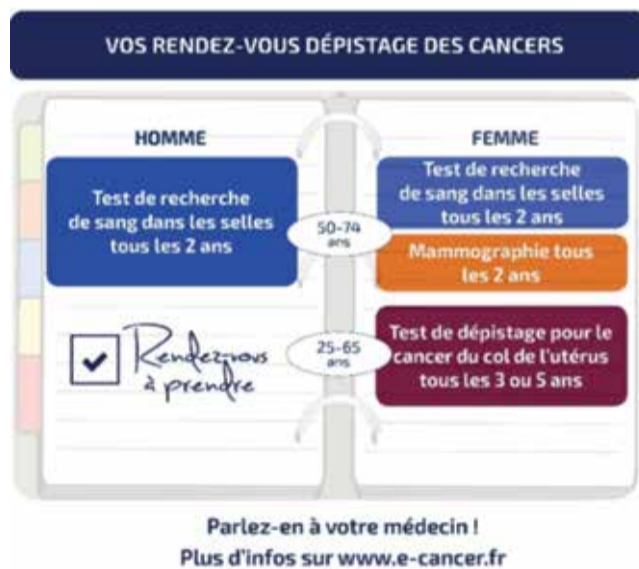 VOS RENDEZ-VOUS DÉPISTAGE DES CANCERS
HOMME
Test de recherche
de sang dans les selles
tous les 2 ans
50-74
ans
FEMME
Test de recherche
de sang dans les selles
tous les 2 ans
Mammographie tous
les 2 ans
Rendez-vous
à prendre
25-65
ans
Test de dépistage pour le
cancer du col de l'utérus
tous les 3 ou 5 ans
Parlez-en à votre médecin !
Plus d'infos sur www.e-cancer.fr